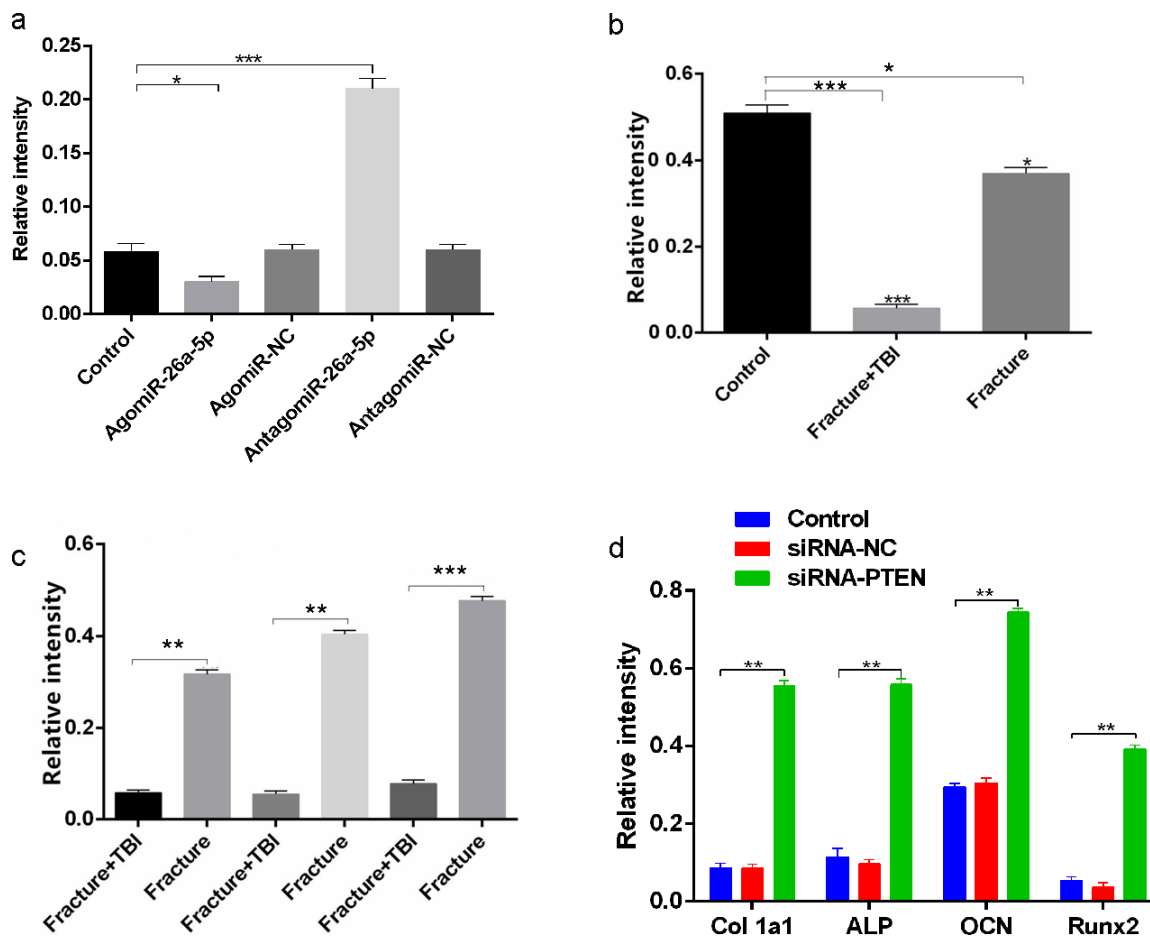 a
Relative intensity
0.25
0.20
0.15
0.10
0.05
0.00
***
*
Control
AgomiR-26a-5p
AgomiR-NC
AntagomiR-26a-5p
AntagomiR-NC
b
Relative intensity
0.6
0 0.4
0 0.2
0 0.0
*
***
*
***
Control
Fracture+TBI
Fracture
c
Relative intensity
0.6
0.4
0.2
0.0
**
**
***
Fracture+TBI
Fracture
Fracture+TBI
Fracture
Fracture+TBI
Fracture
d
Control
siRNA-NC
siRNA-PTEN
Relative intensity
0.8
0.6
0.4
0.2
0.0
**
**
**
**
Col 1a1
ALP
OCN
Runx2